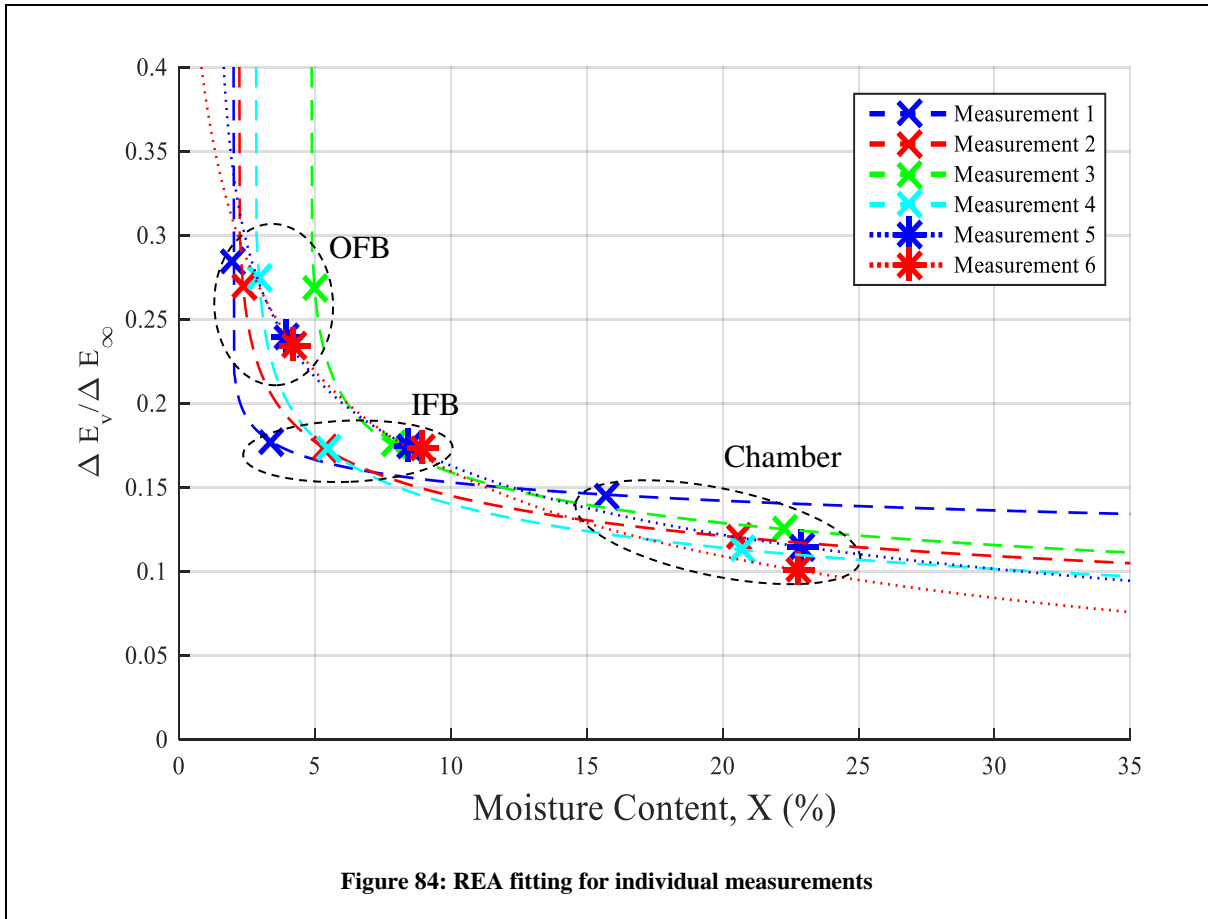 0.4
0.35
0.3
0.25
0.2
0.15
0.1
0.05
0
Δ E_v/Δ E_∞
Measurement 1
Measurement 2
Measurement 3
Measurement 4
Measurement 5
Measurement 6
OFB
IFB
Chamber
0 5 10 15 20 25 30 35
Moisture Content, X (%)
Figure 84: REA fitting for individual measurements